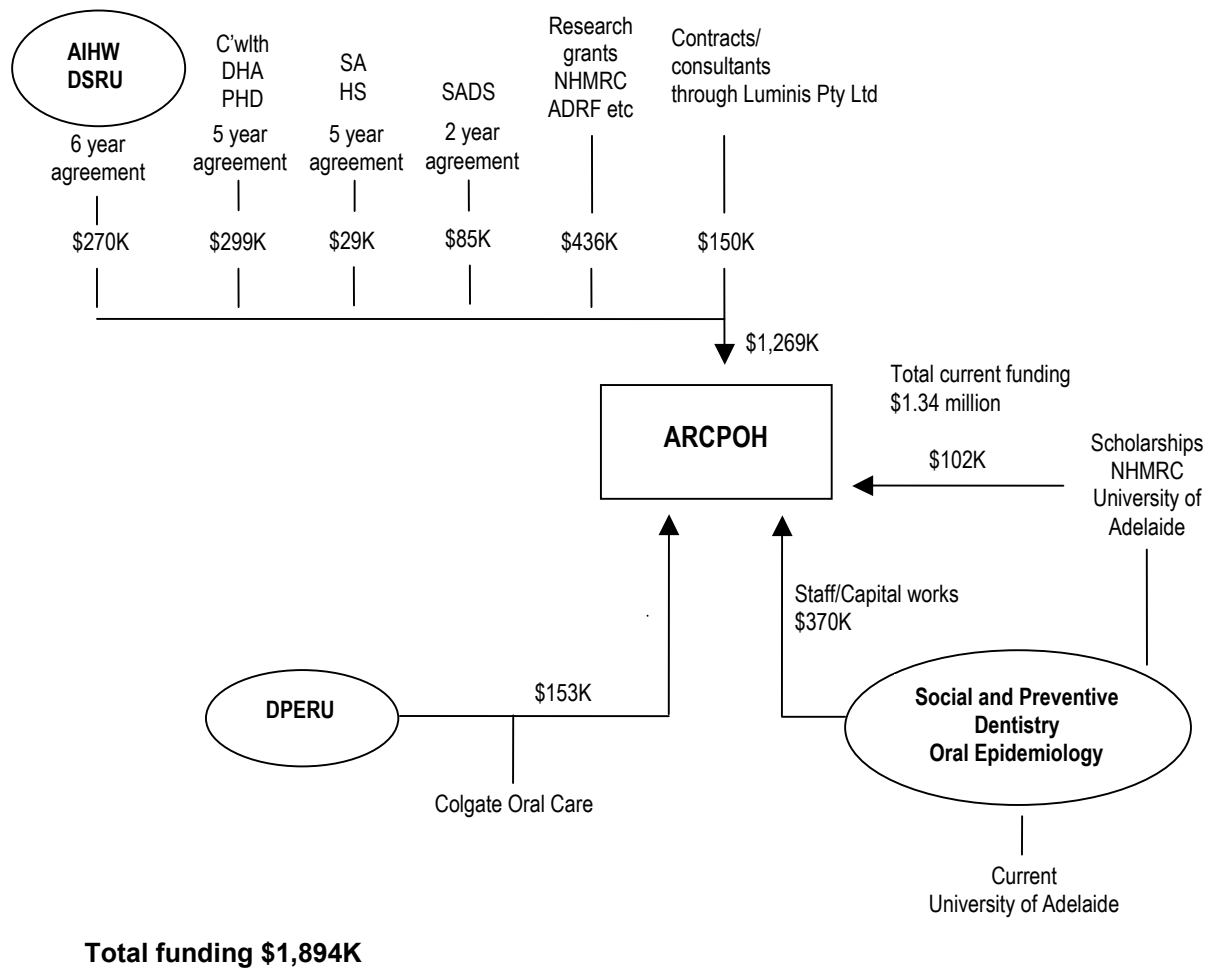 AIHW
DSRU
6 year
agreement
$270K
C’wlth
DHA
PHD
5 year
agreement
$299K
SA
HS
5 year
agreement
$29K
SADS
2 year
agreement
$85K
Research
grants
NHMRC
ADRF etc
$436K
Contracts/
consultants
through Luminis Pty Ltd
$150K
$1,269K
ARCPOH
Total current funding
$1.34 million
$102K
Scholarships
NHMRC
University of
Adelaide
Staff/Capital works
$370K
DPERU
$153K
Colgate Oral Care
Social and Preventive
Dentistry
Oral Epidemiology
Current
University of Adelaide
Total funding $1,894K